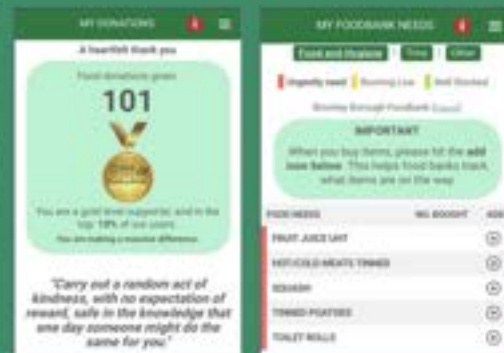 MY DONATIONS
A heartfelt thank you
Food donations given
101
You are a gold level supporter and in the
top 10% of our users
You are making a massive difference.
"Carry out a random act of
kindness, with no expectation of
reward, safe in the knowledge that
one day someone might do the
same for you."
MY FOODBANK NEEDS
Food and Hygiene
Time
Other
Urgently need
Running Low
Well Stocked
Bromley Borough Foodbank
IMPORTANT
When you buy items, please hit the add
icon below. This helps food banks track
what items are on the way
FOOD NEEDS NO. BOUGHT ADD
FRUIT JUICE UHT
HOT/COLD MEATS TINNED
SQUASH
TINNED POTATOES
TOILET ROLLS